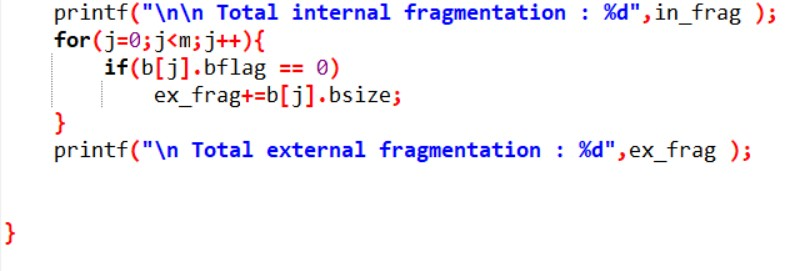 printf("\n\n Total internal fragmentation : %d",in_frag );
for(j=0;j<m;j++){
if(b[j].bflag == 0)
ex_frag+=b[j].bsize;
}
printf("\n Total external fragmentation : %d",ex_frag );
}